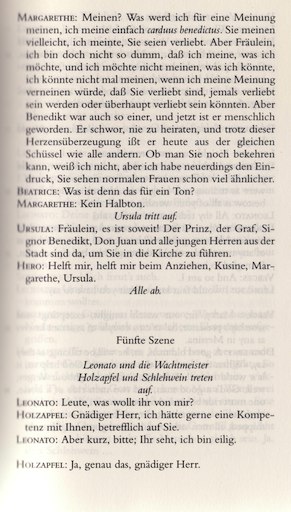 MARGARETHE: Meinen? Was werd ich für eine Meinung
meinen, ich meine einfach carduus benedictus. Sie meinen
vielleicht, ich meinte, Sie seien verliebt. Aber Fräulein,
ich bin doch nicht so dumm, daß ich meine, was ich
möchte, und ich möchte nicht meinen, was ich könnte,
ich könnte nicht mal meinen, wenn ich meine Meinung
verneinen würde, daß Sie verliebt sind, jemals verliebt
sein werden oder überhaupt verliebt sein könnten. Aber
Benedikt war auch so einer, und jetzt ist er menschlich
geworden. Er schwor, nie zu heiraten, und trotz dieser
Herzensüberzeugung ißt er heute aus der gleichen
Schüssel wie alle andern. Ob man Sie noch bekehren
kann, weiß ich nicht, aber ich habe neuerdings den Ein-
druck, Sie sehen normalen Frauen schon viel ähnlicher.
BEATRICE: Was ist denn das für ein Ton?
MARGARETHE: Kein Halbton.
Ursula tritt auf.
URSULA: Fräulein, es ist soweit! Der Prinz, der Graf, Si-
gnor Benedikt, Don Juan und alle jungen Herren aus der
Stadt sind da, um Sie in die Kirche zu führen.
HERO: Helft mir, helft mir beim Anziehen, Kusine, Mar-
garethe, Ursula.
Alle ab.
Fünfte Szene
Leonato und die Wachtmeister
Holzapfel und Schlehwein treten
auf.
LEONATO: Leute, was wollt ihr von mir?
HOLZAPFEL: Gnädiger Herr, ich hätte gerne eine Kompe-
tenz mit Ihnen, betrefflich auf Sie.
LEONATO: Aber kurz, bitte; Ihr seht, ich bin eilig.
HOLZAPFEL: Ja, genau das, gnädiger Herr.